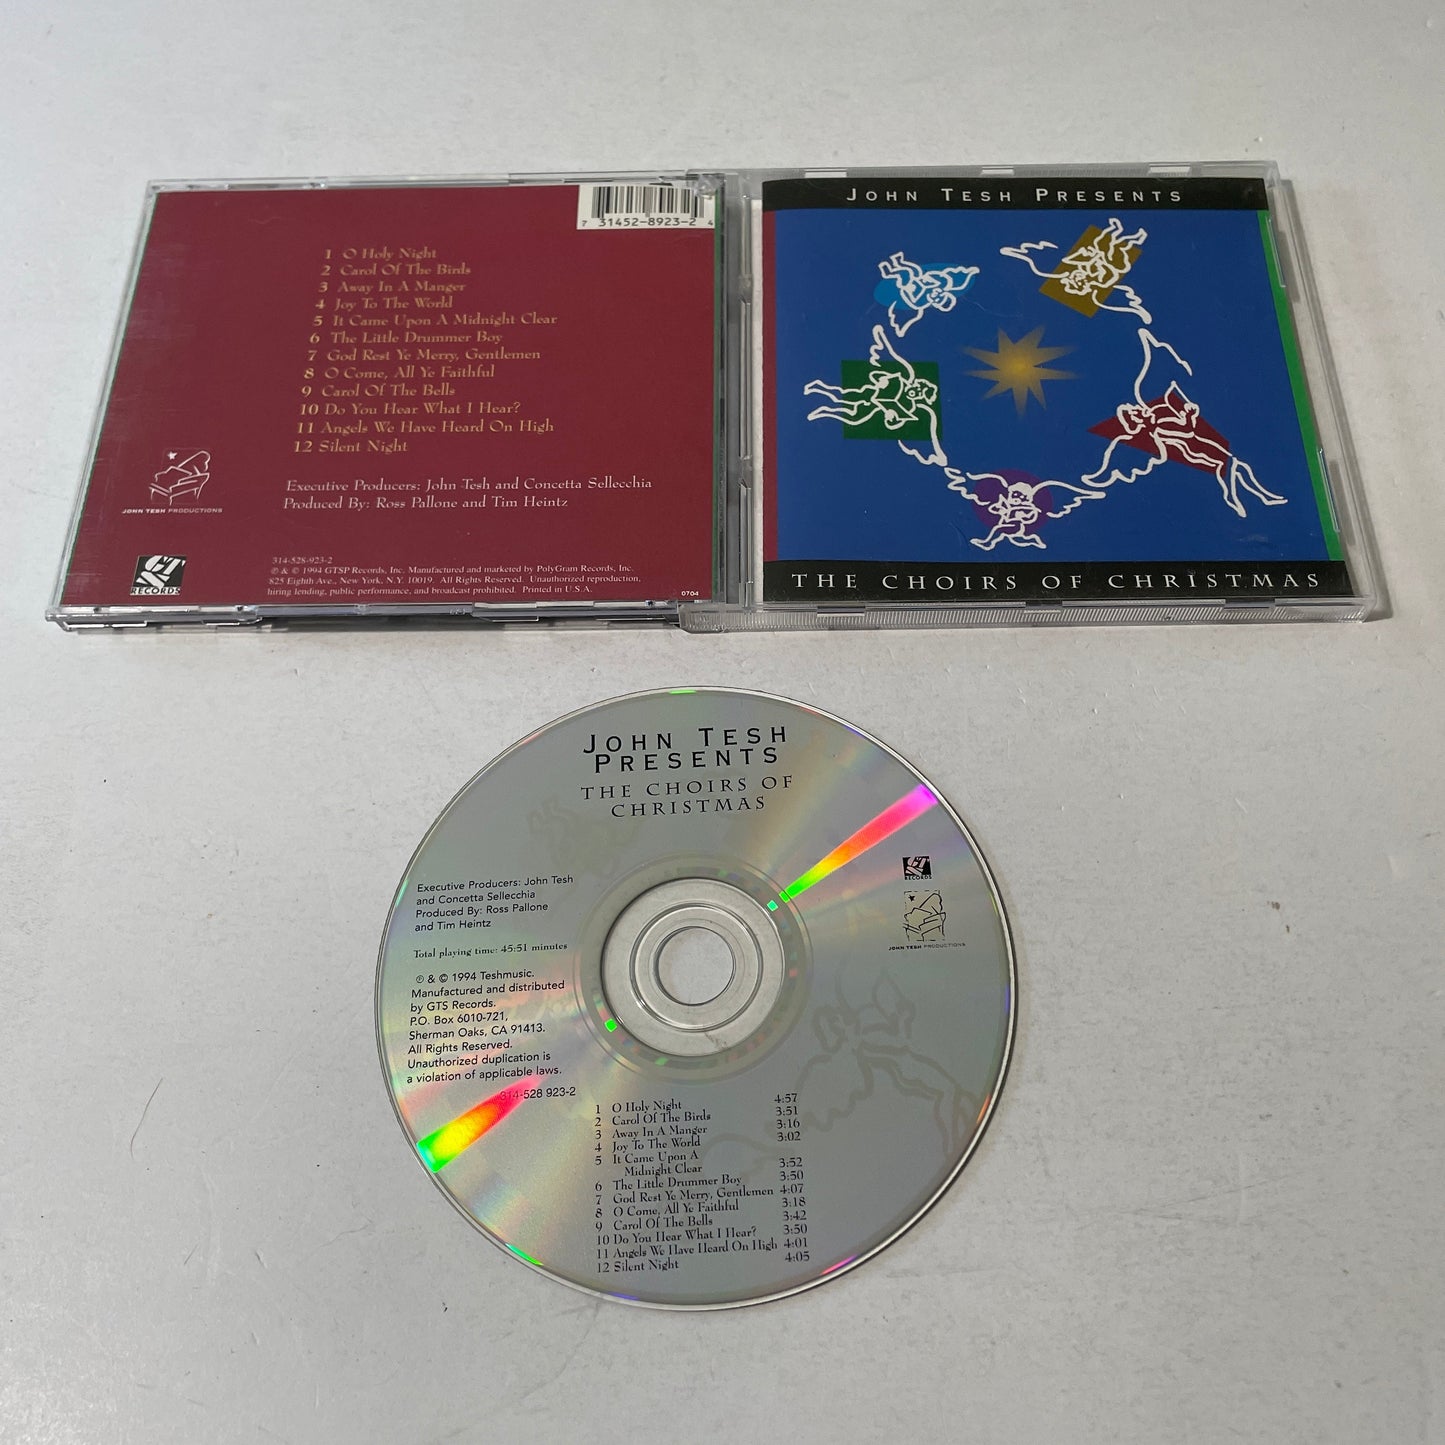 7 31452-8923-2 4
1 O Holy Night
2 Carol Of The Birds
3 Away In A Manger
4 Joy To The World
5 It Came Upon A Midnight Clear
6 The Little Drummer Boy
7 God Rest Ye Merry, Gentlemen
8 O Come, All Ye Faithful
9 Carol Of The Bells
10 Do You Hear What I Hear?
11 Angels We Have Heard On High
12 Silent Night
Executive Producers: John Tesh and Concetta Sellecchia
Produced By: Ross Pallone and Tim Heintz
JOHN TESH PRODUCTIONS
GTS
RECORDS
314-528-923-2
℗ & © 1994 GTSP Records, Inc. Manufactured and marketed by PolyGram Records, Inc.
825 Eighth Ave., New York, N.Y. 10019. All Rights Reserved. Unauthorized reproduction,
hiring lending, public performance, and broadcast prohibited. Printed in U.S.A.
0704
JOHN TESH PRESENTS
THE CHOIRS OF CHRISTMAS
JOHN TESH
PRESENTS
THE CHOIRS OF
CHRISTMAS
Executive Producers: John Tesh
and Concetta Sellecchia
Produced By: Ross Pallone
and Tim Heintz
Total playing time: 45:51 minutes
℗ & © 1994 Teshmusic.
Manufactured and distributed
by GTS Records.
P.O. Box 6010-721,
Sherman Oaks, CA 91413.
All Rights Reserved.
Unauthorized duplication is
a violation of applicable laws.
314-528 923-2
GTS
RECORDS
JOHN TESH PRODUCTIONS
1 O Holy Night 4:57
2 Carol Of The Birds 3:51
3 Away In A Manger 3:16
4 Joy To The World 3:02
5 It Came Upon A
Midnight Clear 3:52
6 The Little Drummer Boy 3:50
7 God Rest Ye Merry, Gentlemen 4:07
8 O Come, All Ye Faithful 3:18
9 Carol Of The Bells 3:42
10 Do You Hear What I Hear? 3:50
11 Angels We Have Heard On High 4:01
12 Silent Night 4:05